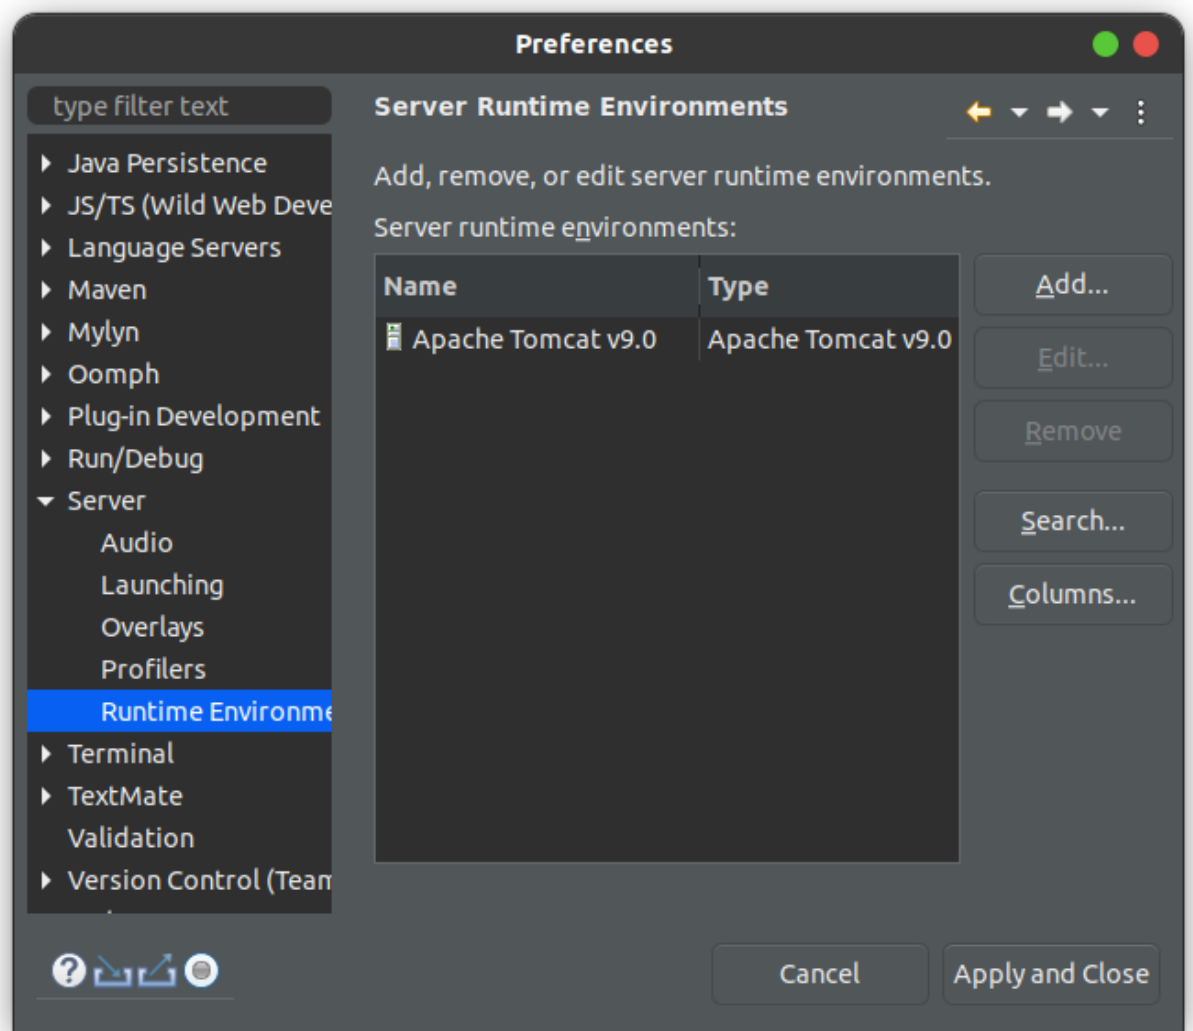 Preferences
type filter text
Java Persistence
JS/TS (Wild Web Deve
Language Servers
Maven
Mylyn
Oomph
Plug-in Development
Run/Debug
Server
Audio
Launching
Overlays
Profilers
Runtime Environme
Terminal
TextMate
Validation
Version Control (Team
Server Runtime Environments
Add, remove, or edit server runtime environments.
Server runtime environments:
Name Type
Apache Tomcat v9.0 Apache Tomcat v9.0
Add...
Edit...
Remove
Search...
Columns...
Cancel Apply and Close